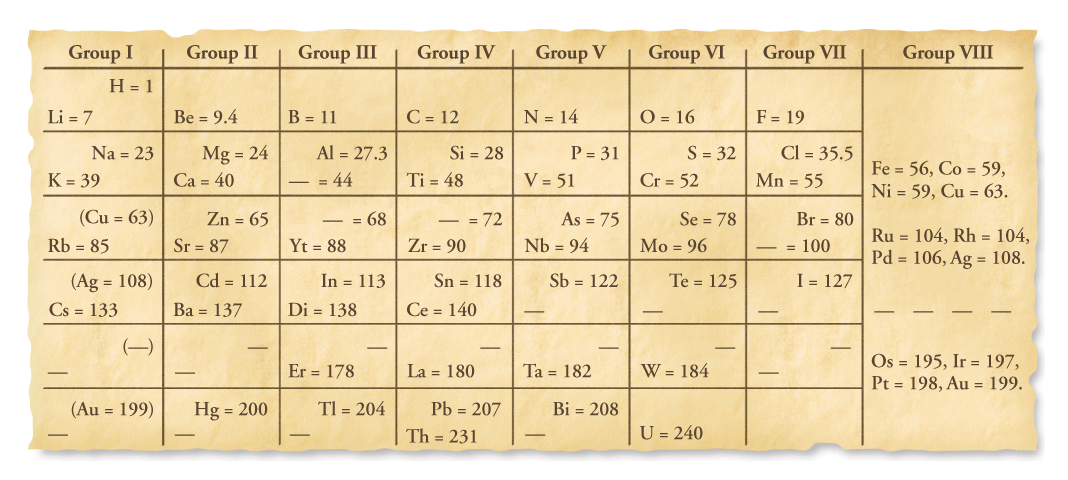 Group I Group II Group III Group IV Group V Group VI Group VII Group VIII
H = 1
Li = 7 Be = 9.4 B = 11 C = 12 N = 14 O = 16 F = 19
Na = 23 Mg = 24 Al = 27.3 Si = 28 P = 31 S = 32 Cl = 35.5
K = 39 Ca = 40 — = 44 Ti = 48 V = 51 Cr = 52 Mn = 55
Fe = 56, Co = 59,
Ni = 59, Cu = 63.
(Cu = 63) Zn = 65 — = 68 — = 72 As = 75 Se = 78 Br = 80
Rb = 85 Sr = 87 Yt = 88 Zr = 90 Nb = 94 Mo = 96 — = 100
Ru = 104, Rh = 104,
Pd = 106, Ag = 108.
(Ag = 108) Cd = 112 In = 113 Sn = 118 Sb = 122 Te = 125 I = 127
Cs = 133 Ba = 137 Di = 138 Ce = 140 — — — — — — —
(—) — — — — — —
— — Er = 178 La = 180 Ta = 182 W = 184 —
Os = 195, Ir = 197,
Pt = 198, Au = 199.
(Au = 199) Hg = 200 Tl = 204 Pb = 207 Bi = 208
— — — Th = 231 — U = 240